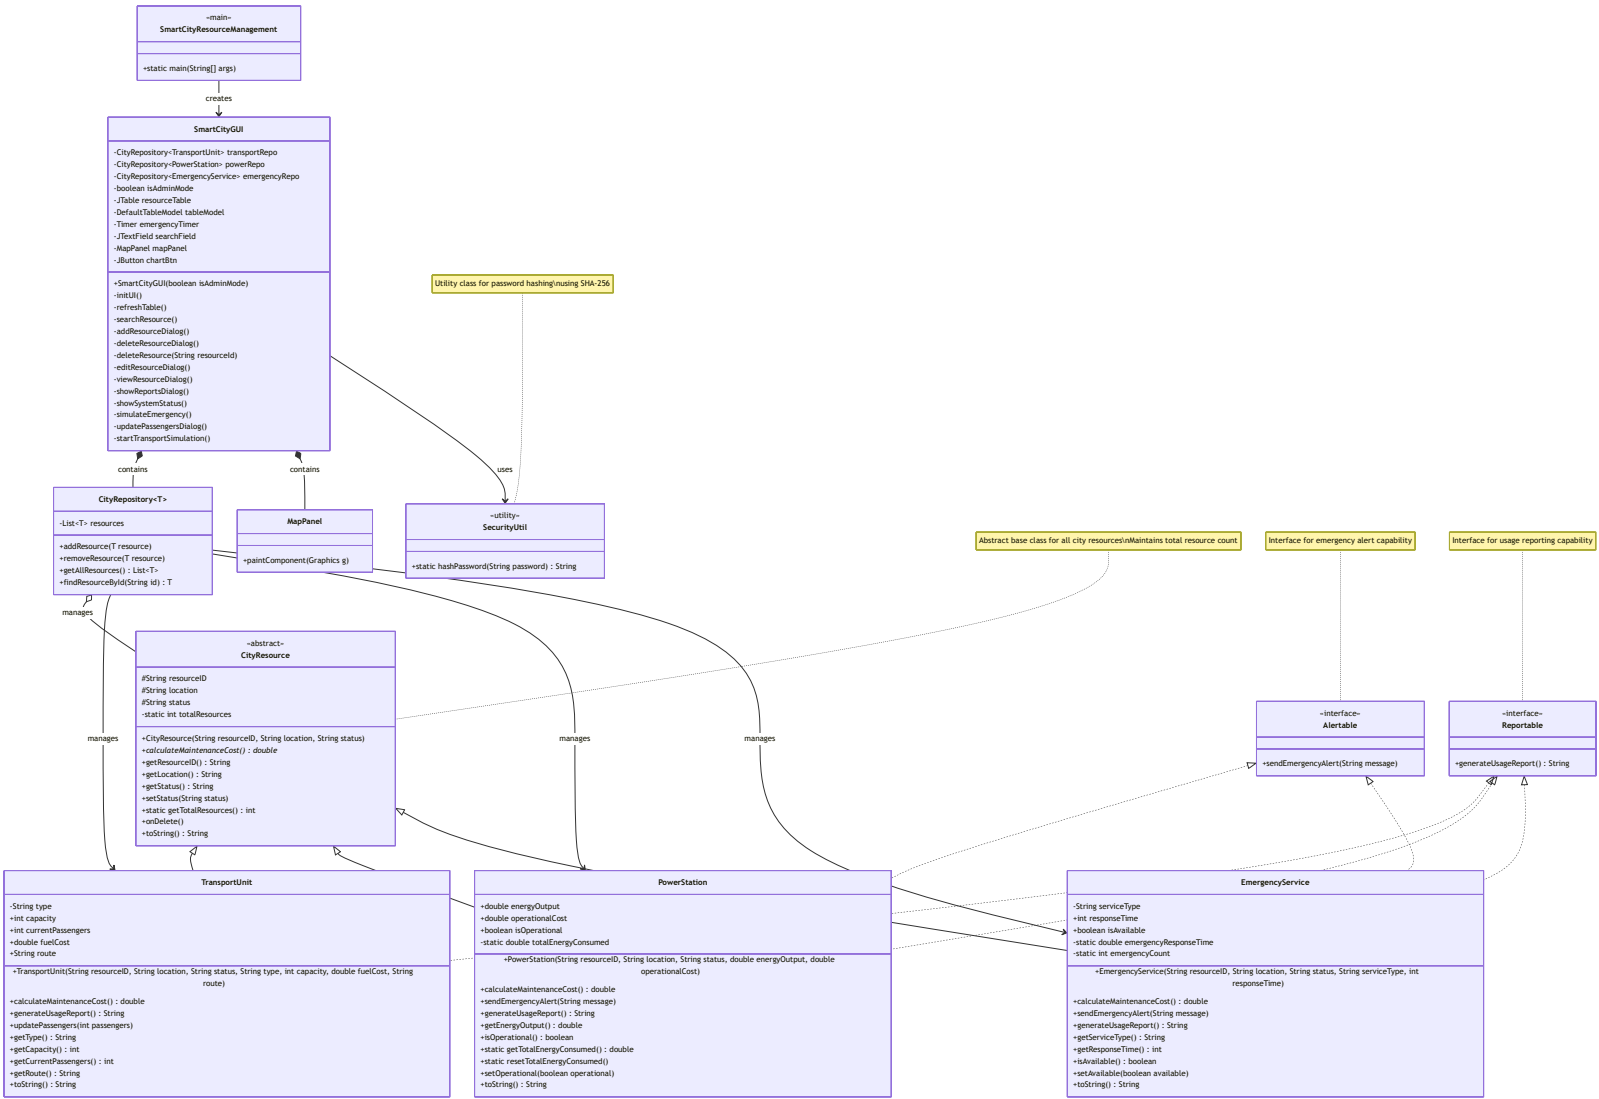 «main»
SmartCityResourceManagement
+static main(String[] args)
creates
SmartCityGUI
-CityRepository<TransportUnit> transportRepo
-CityRepository<PowerStation> powerRepo
-CityRepository<EmergencyService> emergencyRepo
-boolean isAdminMode
-JTable resourceTable
-DefaultTableModel tableModel
-Timer emergencyTimer
-JTextField searchField
-MapPanel mapPanel
-JButton chartBtn
+SmartCityGUI(boolean isAdminMode)
-initUI()
-refreshTable()
-searchResource()
-addResourceDialog()
-deleteResourceDialog()
-deleteResource(String resourceId)
-editResourceDialog()
-viewResourceDialog()
-showReportsDialog()
-showSystemStatus()
-simulateEmergency()
-updatePassengersDialog()
-startTransportSimulation()
Utility class for password hashing\nusing SHA-256
contains
contains
uses
CityRepository<T>
-List<T> resources
+addResource(T resource)
+removeResource(T resource)
+getAllResources() : List<T>
+findResourceById(String id) : T
MapPanel
+paintComponent(Graphics g)
«utility»
SecurityUtil
+static hashPassword(String password) : String
Abstract base class for all city resources\nMaintains total resource count
Interface for emergency alert capability
Interface for usage reporting capability
manages
«abstract»
CityResource
#String resourceID
#String location
#String status
-static int totalResources
+CityResource(String resourceID, String location, String status)
+calculateMaintenanceCost() : double
+getResourceID() : String
+getLocation() : String
+getStatus() : String
+setStatus(String status)
+static getTotalResources() : int
+onDelete()
+toString() : String
manages
manages
manages
«interface»
Alertable
+sendEmergencyAlert(String message)
«interface»
Reportable
+generateUsageReport() : String
TransportUnit
-String type
+int capacity
+int currentPassengers
+double fuelCost
+String route
+TransportUnit(String resourceID, String location, String status, String type, int capacity, double fuelCost, String
route)
+calculateMaintenanceCost() : double
+generateUsageReport() : String
+updatePassengers(int passengers)
+getType() : String
+getCapacity() : int
+getCurrentPassengers() : int
+getRoute() : String
+toString() : String
PowerStation
+double energyOutput
+double operationalCost
+boolean isOperational
-static double totalEnergyConsumed
+PowerStation(String resourceID, String location, String status, double energyOutput, double
operationalCost)
+calculateMaintenanceCost() : double
+sendEmergencyAlert(String message)
+generateUsageReport() : String
+getEnergyOutput() : double
+isOperational() : boolean
+static getTotalEnergyConsumed() : double
+static resetTotalEnergyConsumed()
+setOperational(boolean operational)
+toString() : String
EmergencyService
-String serviceType
+int responseTime
+boolean isAvailable
-static double emergencyResponseTime
-static int emergencyCount
+EmergencyService(String resourceID, String location, String status, String serviceType, int
responseTime)
+calculateMaintenanceCost() : double
+sendEmergencyAlert(String message)
+generateUsageReport() : String
+getServiceType() : String
+getResponseTime() : int
+isAvailable() : boolean
+setAvailable(boolean available)
+toString() : String